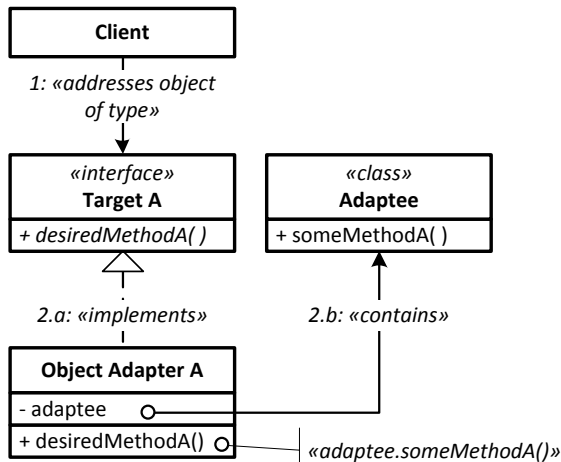 Client
1: «addresses object
of type»
«interface»
Target A
+ desiredMethodA( )
«class»
Adaptee
+ someMethodA( )
2.a: «implements»
2.b: «contains»
Object Adapter A
- adaptee
+ desiredMethodA()
«adaptee.someMethodA()»